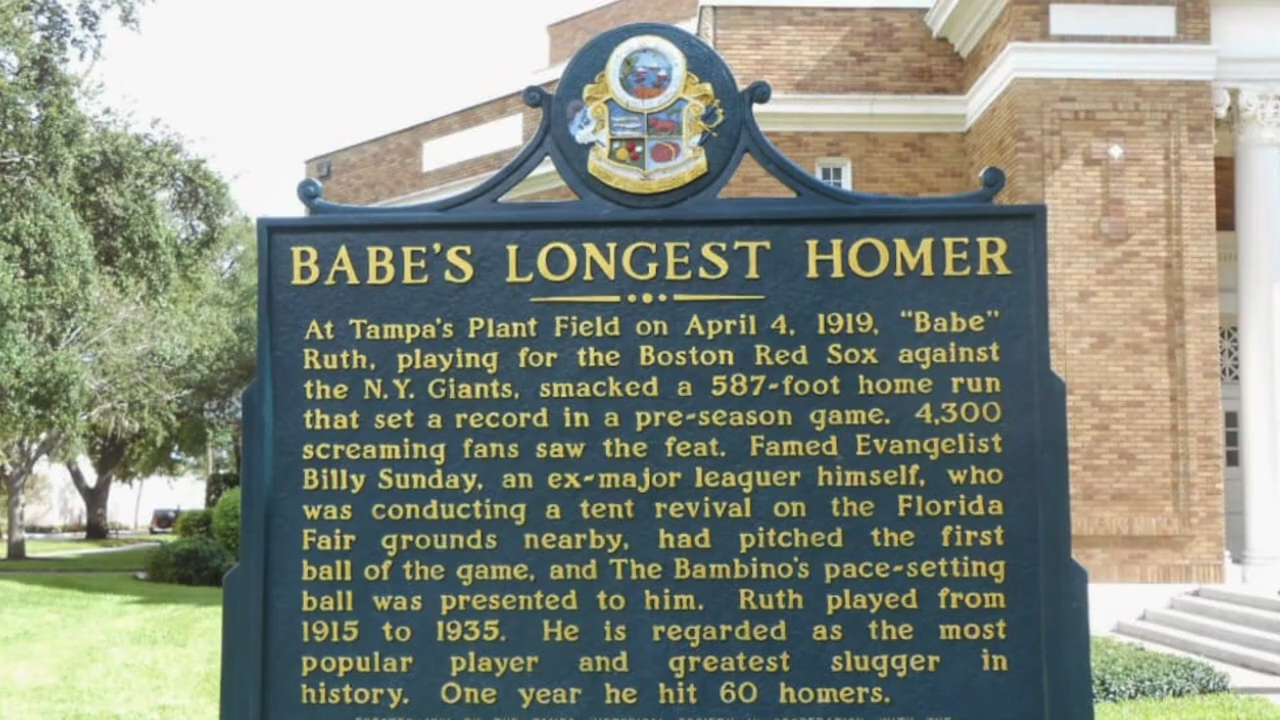 BABE'S LONGEST HOMER
At Tampa's Plant Field on April 4, 1919, "Babe"
Ruth, playing for the Boston Red Sox against
the N.Y. Giants, smacked a 587-foot home run
that set a record in a pre-season game. 4,300
screaming fans saw the feat. Famed Evangelist
Billy Sunday, an ex-major leaguer himself, who
was conducting a tent revival on the Florida
Fair grounds nearby, had pitched the first
ball of the game, and The Bambino's pace-setting
ball was presented to him. Ruth played from
1915 to 1935. He is regarded as the most
popular player and greatest slugger in
history. One year he hit 60 homers.